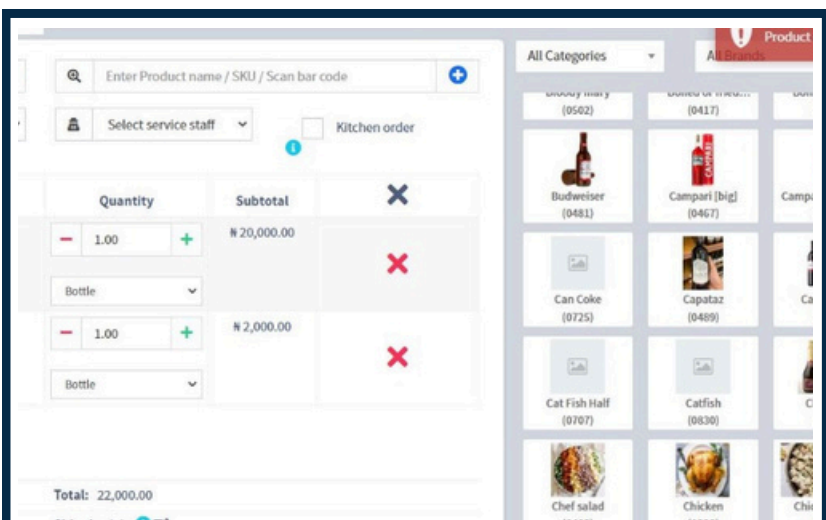 Product
All Categories
All Brands
Enter Product name / SKU / Scan bar code
Select service staff
Kitchen order
Quantity
Subtotal
1.00
₦ 20,000.00
Bottle
1.00
₦ 2,000.00
Bottle
Total: 22,000.00
(0502)
(0417)
Budweiser
(0481)
Campari [big]
(0467)
CAMPARI
Can Coke
(0725)
Capataz
(0489)
Cat Fish Half
(0707)
Catfish
(0830)
Chef salad
Chicken